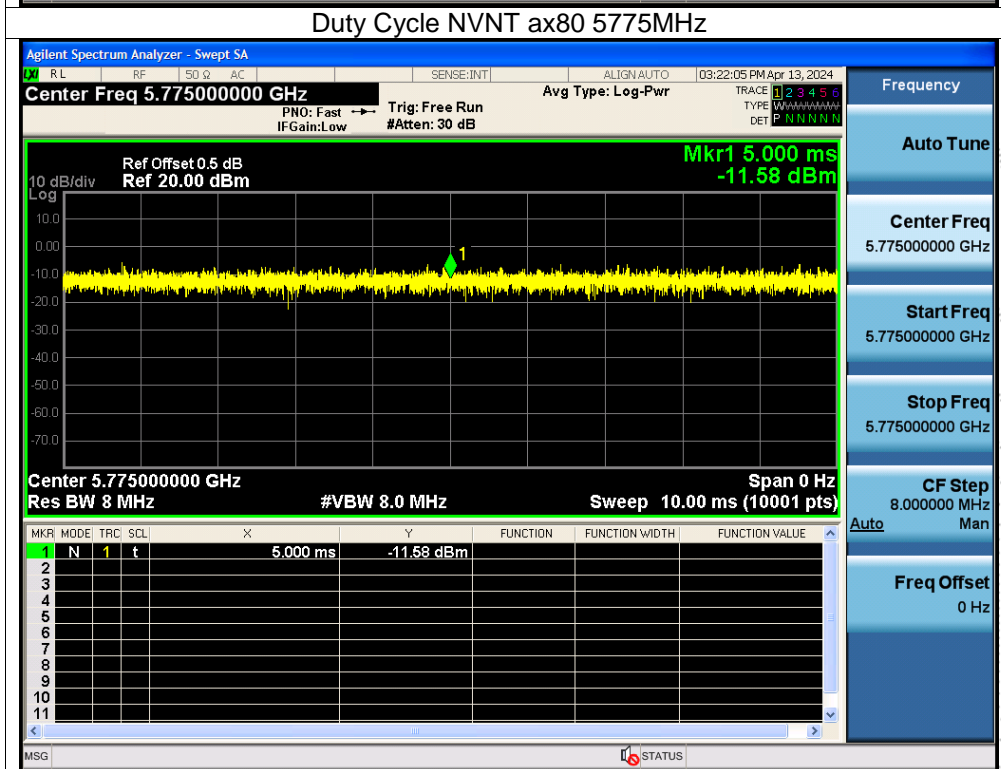 Duty Cycle NVNT ax80 5775MHz
Agilent Spectrum Analyzer - Swept SA
LXI RL RF 50 Ω AC SENSE:INT ALIGN AUTO 03:22:05 PM Apr 13, 2024
Center Freq 5.775000000 GHz
PNO: Fast
IFGain:Low
Trig: Free Run
#Atten: 30 dB
Avg Type: Log-Pwr
TRACE 1 2 3 4 5 6
TYPE WWWWWW
DET P N N N N N
Frequency
Mkr1 5.000 ms
-11.58 dBm
Ref Offset 0.5 dB
Ref 20.00 dBm
10 dB/div
Log
10.0
0.00
-10.0
-20.0
-30.0
-40.0
-50.0
-60.0
-70.0
1
Center 5.775000000 GHz Span 0 Hz
Res BW 8 MHz #VBW 8.0 MHz Sweep 10.00 ms (10001 pts)
MKR MODE TRC SCL X Y FUNCTION FUNCTION WIDTH FUNCTION VALUE
1 N 1 t 5.000 ms -11.58 dBm
2
3
4
5
6
7
8
9
10
11
Auto Tune
Center Freq
5.775000000 GHz
Start Freq
5.775000000 GHz
Stop Freq
5.775000000 GHz
CF Step
8.000000 MHz
Auto Man
Freq Offset
0 Hz
MSG STATUS